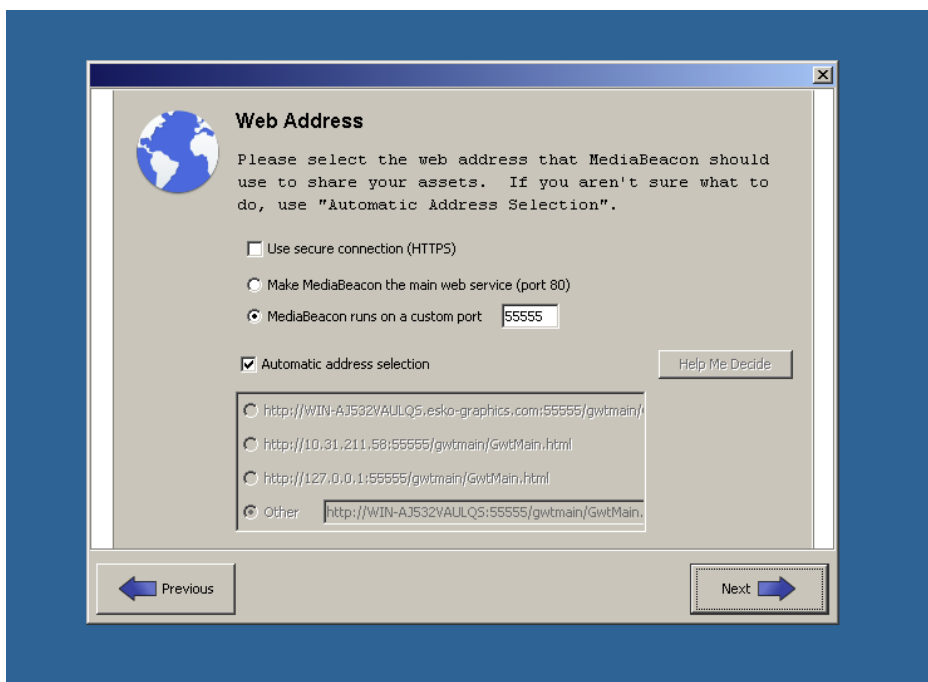 Web Address
Please select the web address that MediaBeacon should
use to share your assets.  If you aren't sure what to
do, use "Automatic Address Selection".
Use secure connection (HTTPS)
Make MediaBeacon the main web service (port 80)
MediaBeacon runs on a custom port 55555
Automatic address selection Help Me Decide
http://WIN-AJ532VAULQS.esko-graphics.com:55555/gwtmain/
http://10.31.211.58:55555/gwtmain/GwtMain.html
http://127.0.0.1:55555/gwtmain/GwtMain.html
Other http://WIN-AJ532VAULQS:55555/gwtmain/GwtMain.
Previous Next